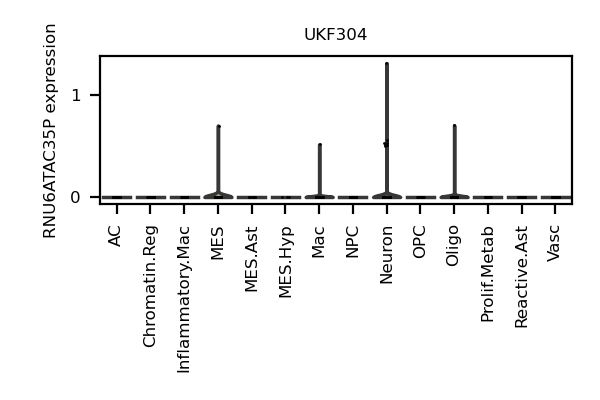 UKF304
RNU6ATAC35P expression
1
0
AC
Chromatin.Reg
Inflammatory.Mac
MES
MES.Ast
MES.Hyp
Mac
NPC
Neuron
OPC
Oligo
Prolif.Metab
Reactive.Ast
Vasc